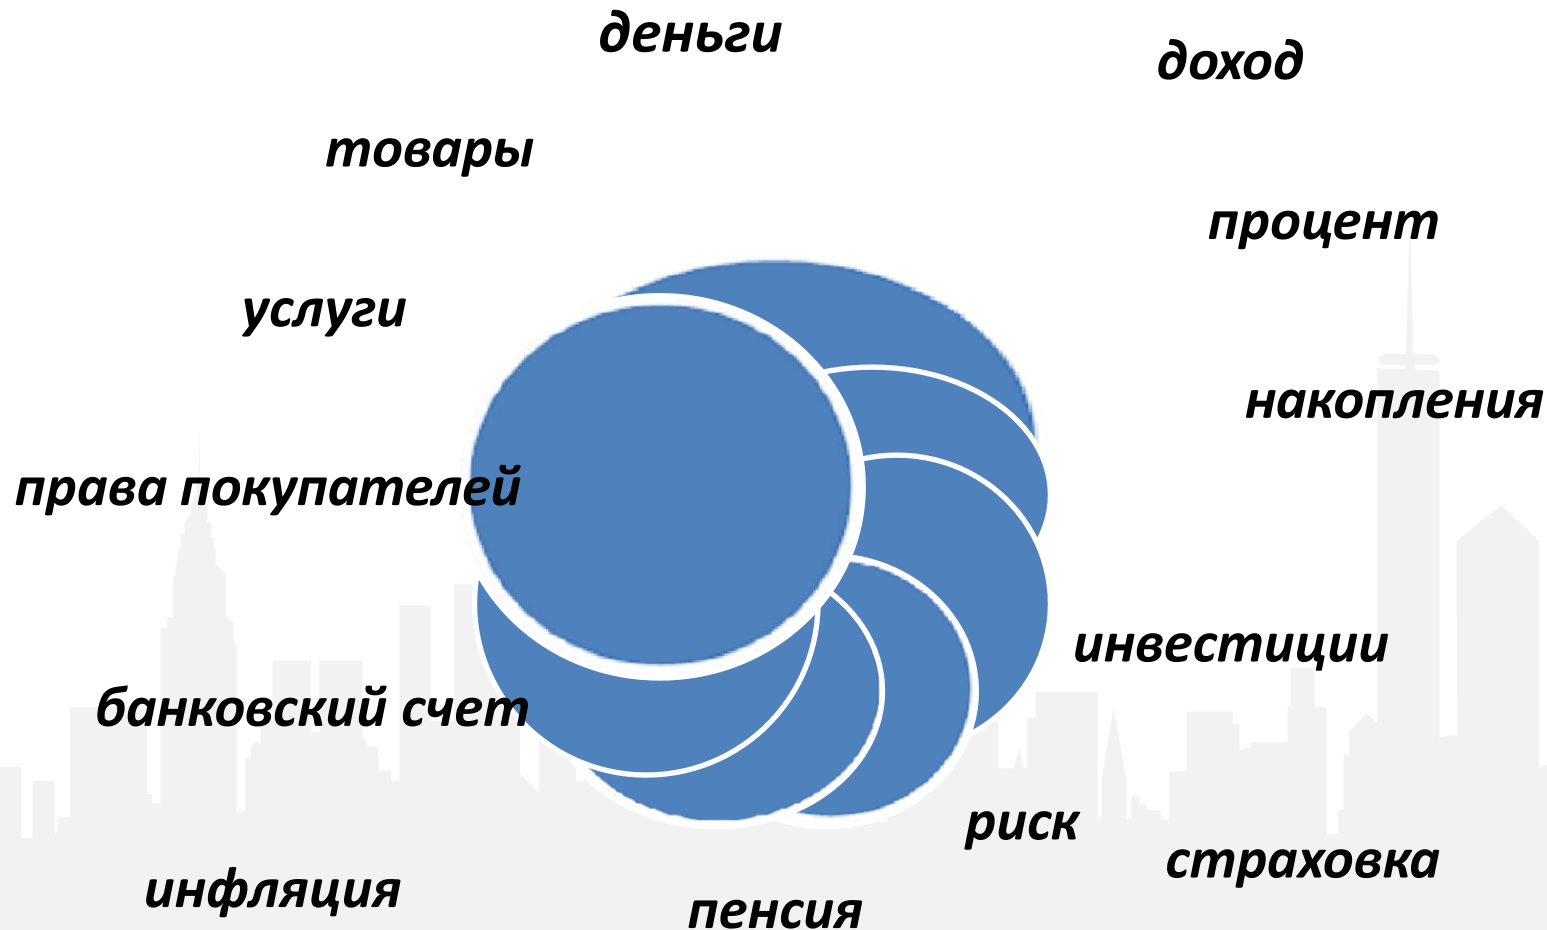 деньги
доход
товары
процент
услуги
накопления
права покупателей
инвестиции
банковский счет
риск
страховка
инфляция
пенсия